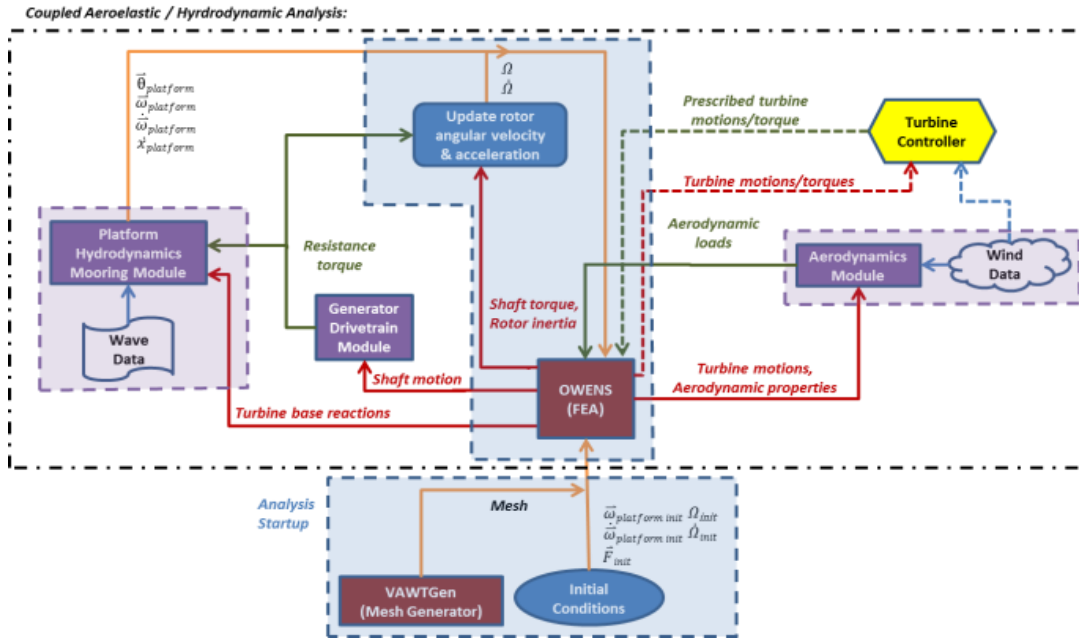 Coupled Aeroelastic / Hyrdrodynamic Analysis:
θ⃗platform
ω⃗platform
ω⃗̇platform
χ⃗platform
Ω
Ω̇
Update rotor
angular velocity
& acceleration
Prescribed turbine
motions/torque
Turbine
Controller
Turbine motions/torques
Platform
Hydrodynamics
Mooring Module
Resistance
torque
Aerodynamic
loads
Aerodynamics
Module
Wind
Data
Wave
Data
Generator
Drivetrain
Module
Shaft torque,
Rotor inertia
Shaft motion
OWENS
(FEA)
Turbine motions,
Aerodynamic properties
Turbine base reactions
Analysis
Startup
Mesh
ω⃗platform init Ωinit
ω⃗̇platform init Ω̇init
F⃗init
VAWTGen
(Mesh Generator)
Initial
Conditions